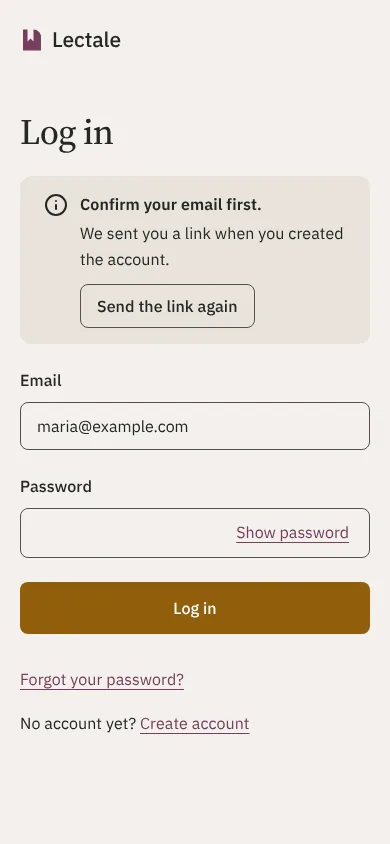 Lectale
Log in
Confirm your email first.
We sent you a link when you created
the account.
Send the link again
Email
maria@example.com
Password
Show password
Log in
Forgot your password?
No account yet? Create account